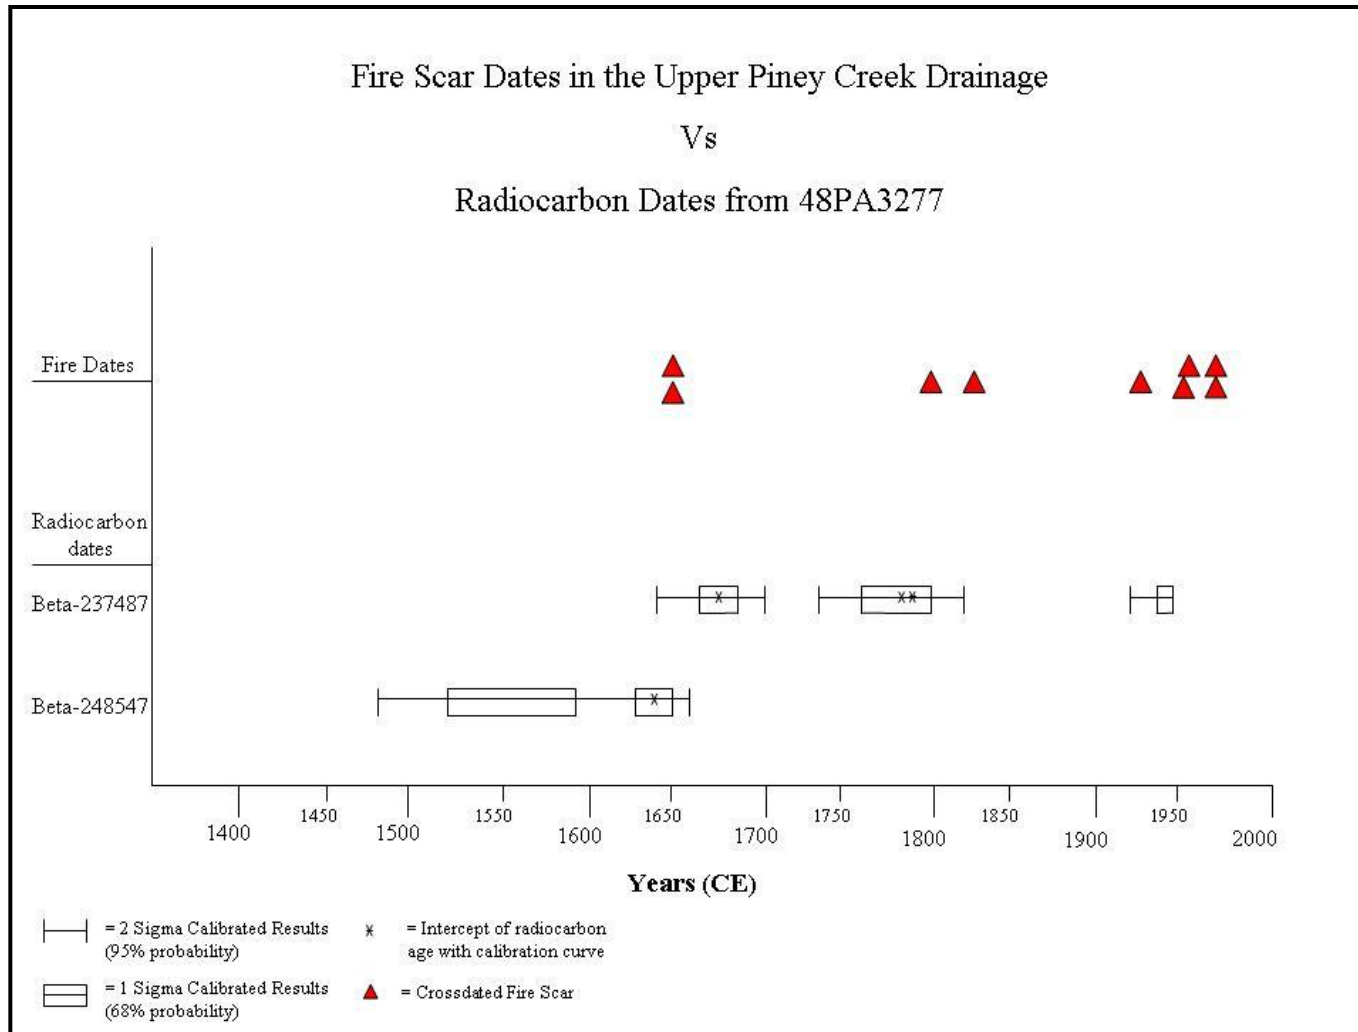 Fire Scar Dates in the Upper Piney Creek Drainage
Vs
Radiocarbon Dates from 48PA3277
Fire Dates
Radiocarbon
dates
Beta-237487
Beta-248547
1400
1450
1500
1550
1600
1650
1700
1750
1800
1850
1900
1950
2000
Years (CE)
= 2 Sigma Calibrated Results
(95% probability)
= Intercept of radiocarbon
age with calibration curve
= 1 Sigma Calibrated Results
(68% probability)
= Crossdated Fire Scar